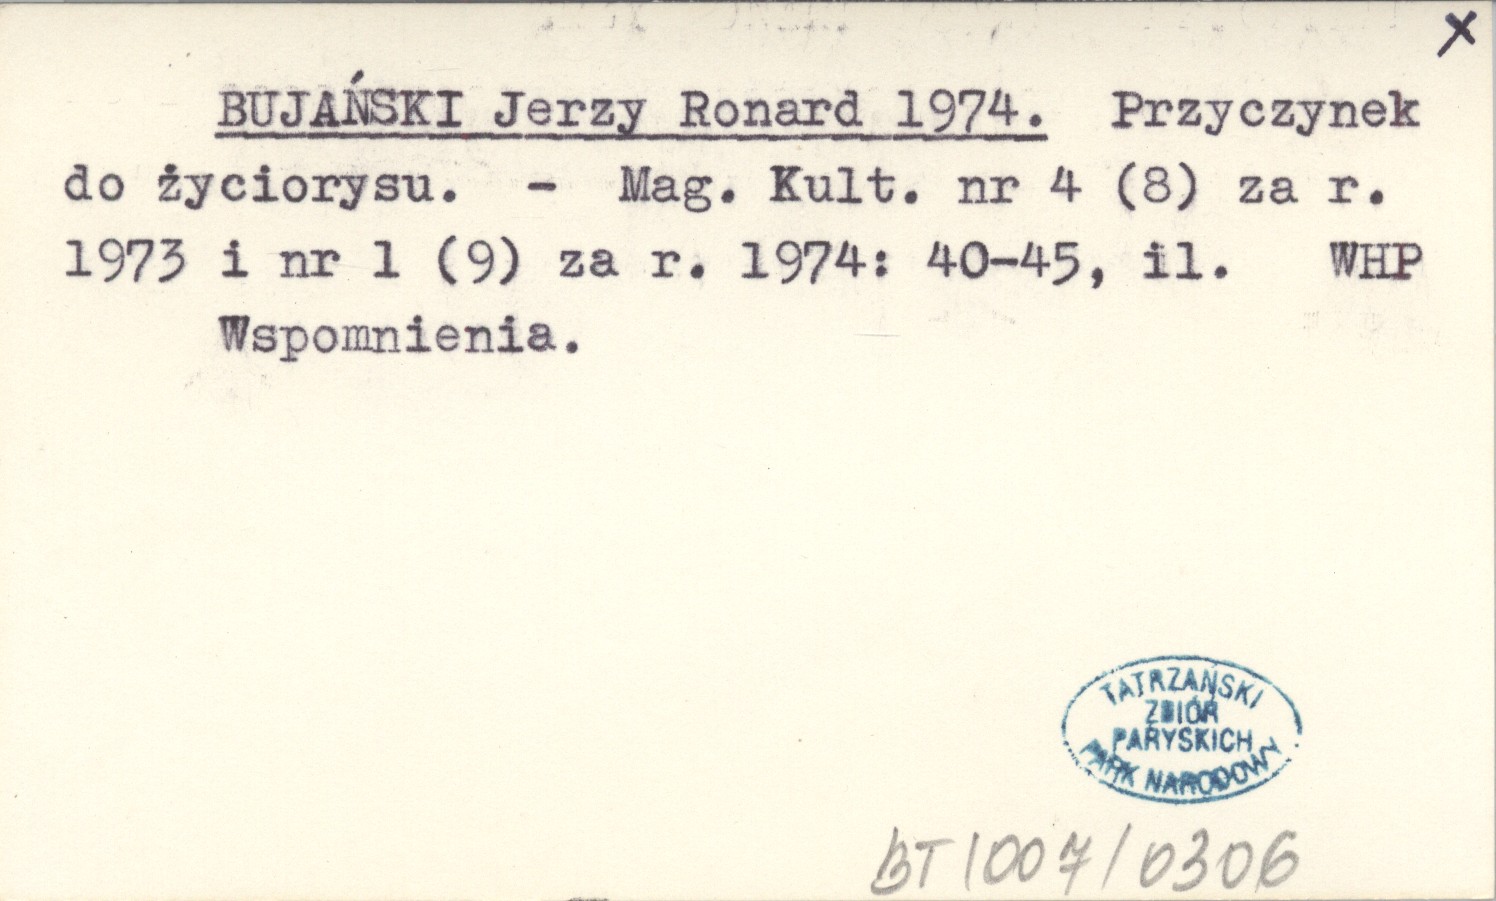 X
BUJAŃSKI Jerzy Ronard 1974. Przyczynek
do życiorysu. - Mag. Kult. nr 4 (8) za r.
1973 i nr 1 (9) za r. 1974: 40-45, il. WHP
Wspomnienia.
TATRZAŃSKI
ZBIÓR
PARYSKICH
PARK NARODOWY
BT/007/0306